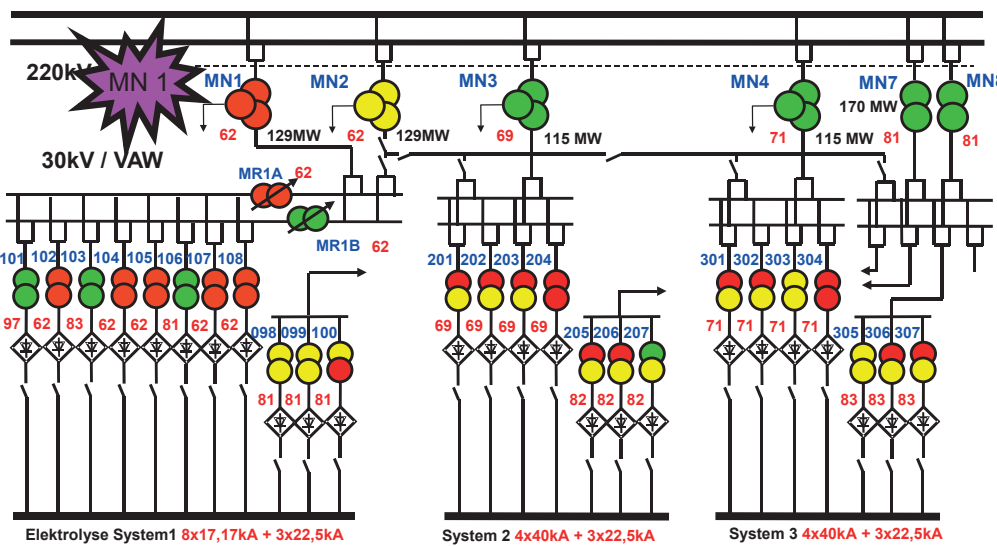 220kV
MN 1
MN1
MN2
MN3
MN4
MN7
MN8
170 MW
62
129MW
62
129MW
69
115 MW
71
115 MW
81
81
30kV / VAW
MR1A 62
MR1B 62
101 102 103 104 105 106 107 108
201 202 203 204
301 302 303 304
97 62 83 62 62 81 62 62
69 69 69 69
71 71 71 71
098 099 100
205 206 207
305 306 307
81 81 81
82 82 82
83 83 83
Elektrolyse System1 8x17,17kA + 3x22,5kA
System 2 4x40kA + 3x22,5kA
System 3 4x40kA + 3x22,5kA